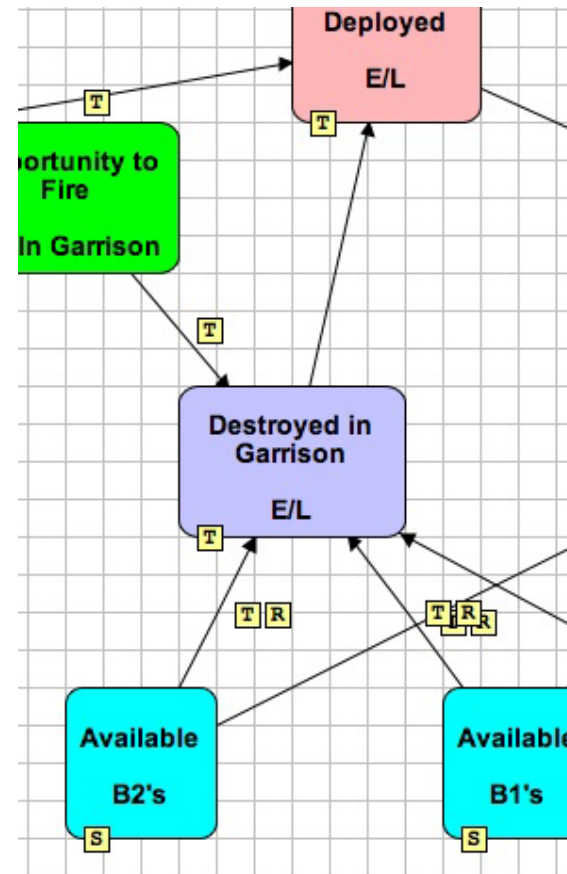 Deployed
E/L
T
T
portunity to
Fire
In Garrison
T
Destroyed in
Garrison
E/L
T
T R
T R
R
Available
B2's
S
Available
B1's
S